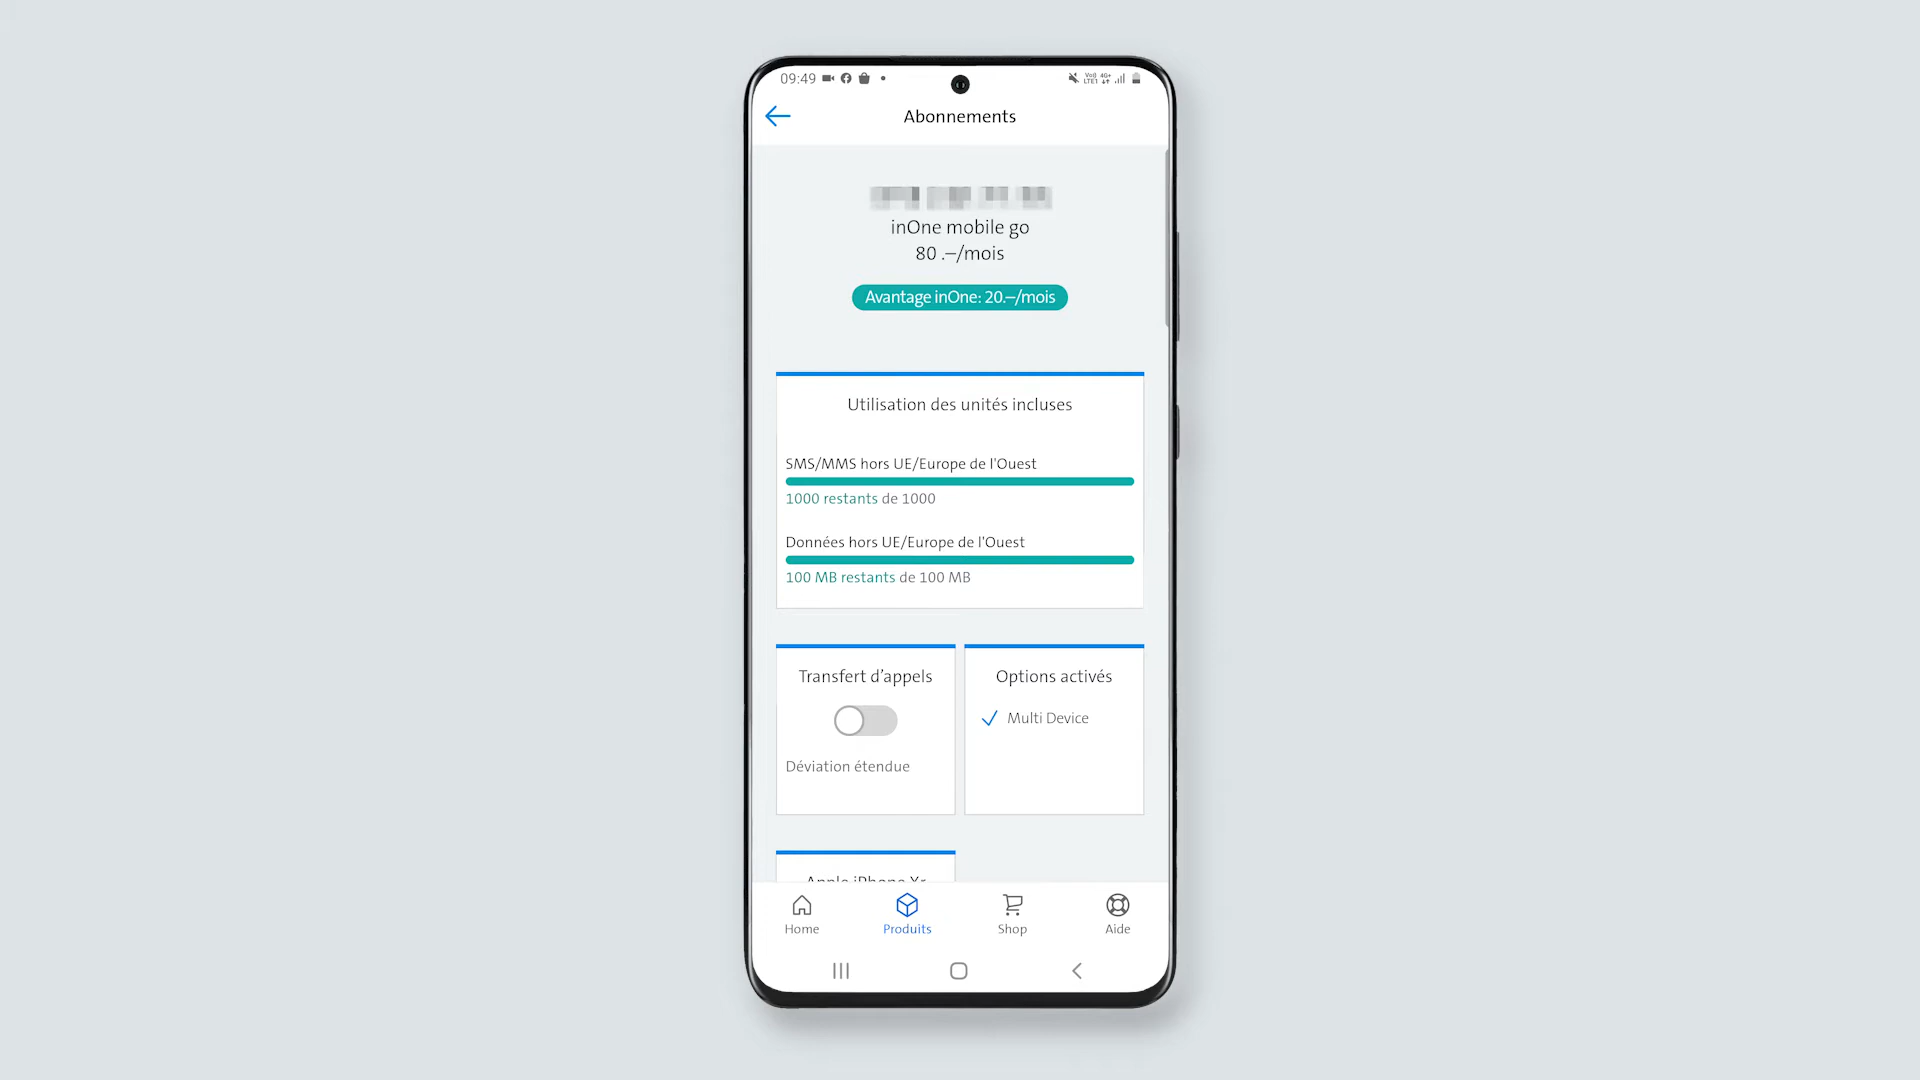 09:49
Abonnements
inOne mobile go
80 .–/mois
Avantage inOne: 20.–/mois
Utilisation des unités incluses
SMS/MMS hors UE/Europe de l'Ouest
1000 restants de 1000
Données hors UE/Europe de l'Ouest
100 MB restants de 100 MB
Transfert d’appels
Options activés
Multi Device
Déviation étendue
Apple iPhone Xr
Home
Produits
Shop
Aide